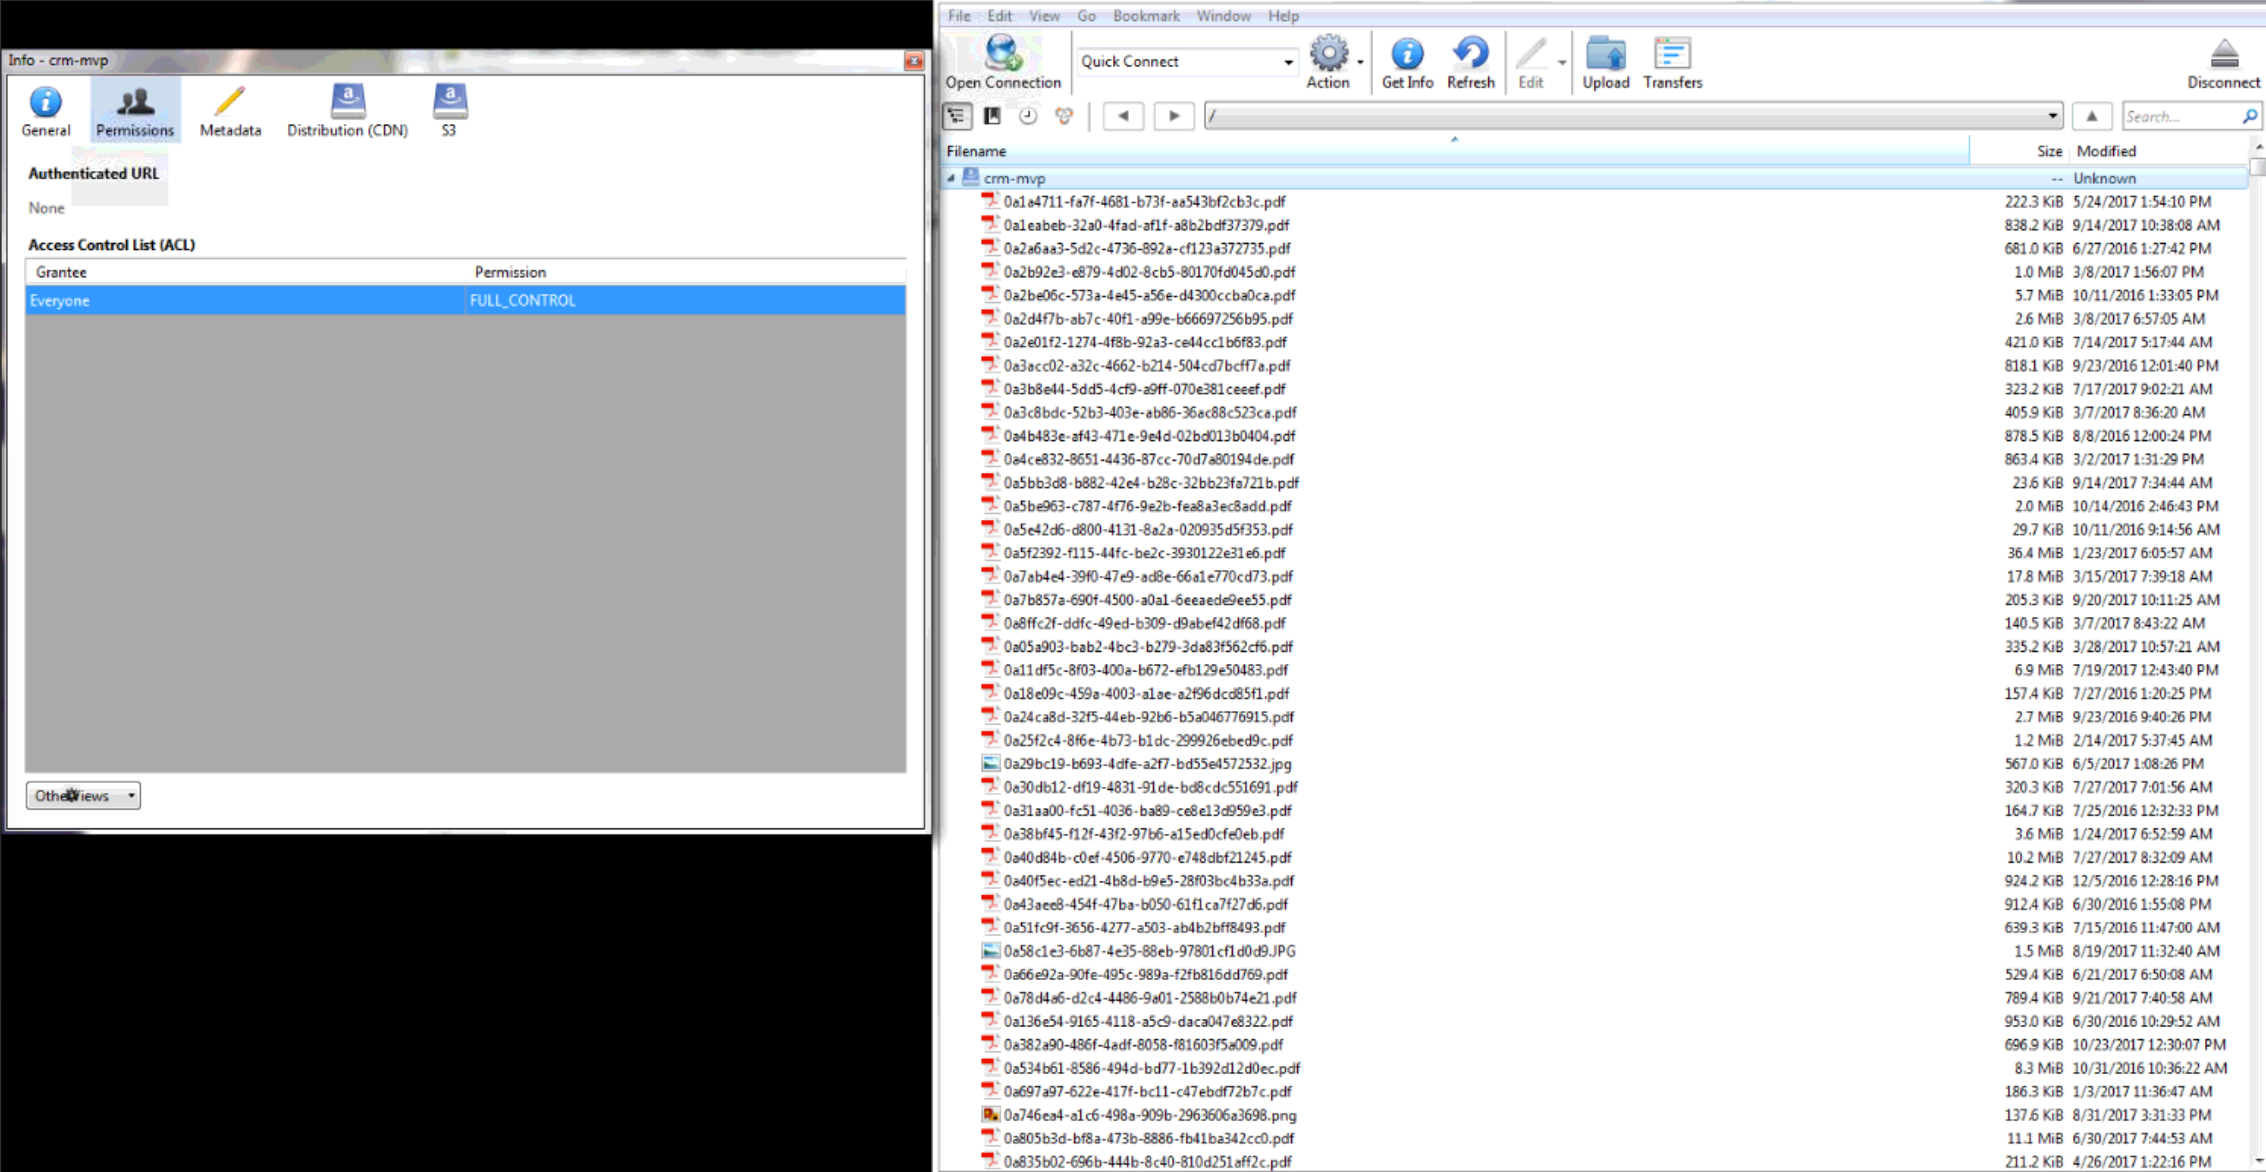 Info - crm-mvp
General
Permissions
Metadata
Distribution (CDN)
S3
Authenticated URL
None
Access Control List (ACL)
Grantee Permission
Everyone FULL_CONTROL
Views
File Edit View Go Bookmark Window Help
Open Connection
Quick Connect
Action
Get Info
Refresh
Edit
Upload
Transfers
Disconnect
/
Search...
Filename Size Modified
crm-mvp -- Unknown
0a1a4711-fa7f-4681-b73f-aa543bf2cb3c.pdf 222.3 KiB 5/24/2017 1:54:10 PM
0a1eabeb-32a0-4fad-af1f-a8b2bdf37379.pdf 838.2 KiB 9/14/2017 10:38:08 AM
0a2a6aa3-5d2c-4736-892a-cf123a372735.pdf 681.0 KiB 6/27/2016 1:27:42 PM
0a2b92e3-e879-4d02-8cb5-80170fd045d0.pdf 1.0 MiB 3/8/2017 1:56:07 PM
0a2be06c-573a-4e45-a56e-d4300ccba0ca.pdf 5.7 MiB 10/11/2016 1:33:05 PM
0a2d4f7b-ab7c-40f1-a99e-b66697256b95.pdf 2.6 MiB 3/8/2017 6:57:05 AM
0a2e01f2-1274-4f8b-92a3-ce44cc1b6f83.pdf 421.0 KiB 7/14/2017 5:17:44 AM
0a3acc02-a32c-4662-b214-504cd7bcff7a.pdf 818.1 KiB 9/23/2016 12:01:40 PM
0a3b8e44-5dd5-4cf9-a9ff-070e381ceeef.pdf 323.2 KiB 7/17/2017 9:02:21 AM
0a3c8bdc-52b3-403e-ab86-36ac88c523ca.pdf 405.9 KiB 3/7/2017 8:36:20 AM
0a4b483e-af43-471e-9e4d-02bd013b0404.pdf 878.5 KiB 8/8/2016 12:00:24 PM
0a4ce832-8651-4436-87cc-70d7a80194de.pdf 863.4 KiB 3/2/2017 1:31:29 PM
0a5bb3d8-b882-42e4-b28c-32bb23fa721b.pdf 23.6 KiB 9/14/2017 7:34:44 AM
0a5be963-c787-4f76-9e2b-fea8a3ec8add.pdf 2.0 MiB 10/14/2016 2:46:43 PM
0a5e42d6-d800-4131-8a2a-020935d5f353.pdf 29.7 KiB 10/11/2016 9:14:56 AM
0a5f2392-f115-44fc-be2c-3930122e31e6.pdf 36.4 MiB 1/23/2017 6:05:57 AM
0a7ab4e4-39f0-47e9-ad8e-66a1e770cd73.pdf 17.8 MiB 3/15/2017 7:39:18 AM
0a7b857a-690f-4500-a0a1-6eeaede9ee55.pdf 205.3 KiB 9/20/2017 10:11:25 AM
0a8ffc2f-ddfc-49ed-b309-d9abef42df68.pdf 140.5 KiB 3/7/2017 8:43:22 AM
0a05a903-bab2-4bc3-b279-3da83f562cf6.pdf 335.2 KiB 3/28/2017 10:57:21 AM
0a11df5c-8f03-400a-b672-efb129e50483.pdf 6.9 MiB 7/19/2017 12:43:40 PM
0a18e09c-459a-4003-a1ae-a2f96dcd85f1.pdf 157.4 KiB 7/27/2016 1:20:25 PM
0a24ca8d-32f5-44eb-92b6-b5a046776915.pdf 2.7 MiB 9/23/2016 9:40:26 PM
0a25f2c4-8f6e-4b73-b1dc-299926ebed9c.pdf 1.2 MiB 2/14/2017 5:37:45 AM
0a29bc19-b693-4dfe-a2f7-bd55e4572532.jpg 567.0 KiB 6/5/2017 1:08:26 PM
0a30db12-df19-4831-91de-bd8cdc551691.pdf 320.3 KiB 7/27/2017 7:01:56 AM
0a31aa00-fc51-4036-ba89-ce8e13d959e3.pdf 164.7 KiB 7/25/2016 12:32:33 PM
0a38bf45-f12f-43f2-97b6-a15ed0cfe0eb.pdf 3.6 MiB 1/24/2017 6:52:59 AM
0a40d84b-c0ef-4506-9770-e748dbf21245.pdf 10.2 MiB 7/27/2017 8:32:09 AM
0a40f5ec-ed21-4b8d-b9e5-28f03bc4b33a.pdf 924.2 KiB 12/5/2016 12:28:16 PM
0a43aee8-454f-47ba-b050-61f1ca7f27d6.pdf 912.4 KiB 6/30/2016 1:55:08 PM
0a51fc9f-3656-4277-a503-ab4b2bff8493.pdf 639.3 KiB 7/15/2016 11:47:00 AM
0a58c1e3-6b87-4e35-88eb-97801cf1d0d9.JPG 1.5 MiB 8/19/2017 11:32:40 AM
0a66e92a-90fe-495c-989a-f2fb816dd769.pdf 529.4 KiB 6/21/2017 6:50:08 AM
0a78d4a6-d2c4-4486-9a01-2588b0b74e21.pdf 789.4 KiB 9/21/2017 7:40:58 AM
0a136e54-9165-4118-a5c9-daca047e8322.pdf 953.0 KiB 6/30/2016 10:29:52 AM
0a382a90-486f-4adf-8058-f81603f5a009.pdf 696.9 KiB 10/23/2017 12:30:07 PM
0a534b61-8586-494d-bd77-1b392d12d0ec.pdf 8.3 MiB 10/31/2016 10:36:22 AM
0a697a97-622e-417f-bc11-c47ebdf72b7c.pdf 186.3 KiB 1/3/2017 11:36:47 AM
0a746ea4-a1c6-498a-909b-2963606a3698.png 137.6 KiB 8/31/2017 3:31:33 PM
0a805b3d-bf8a-473b-8886-fb41ba342cc0.pdf 11.1 MiB 6/30/2017 7:44:53 AM
0a835b02-696b-444b-8c40-810d251aff2c.pdf 211.2 KiB 4/26/2017 1:22:16 PM